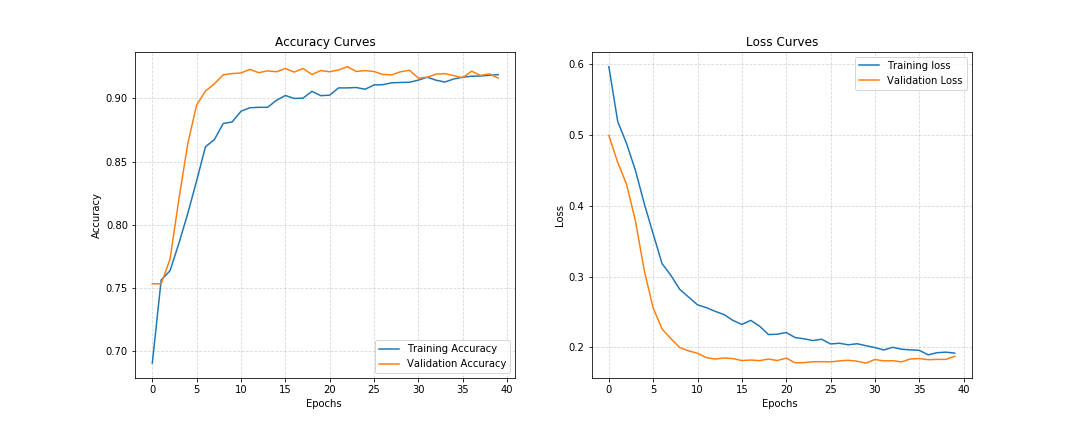 Accuracy Curves
Accuracy
0.90
0.85
0.80
0.75
0.70
Training Accuracy
Validation Accuracy
0 5 10 15 20 25 30 35 40
Epochs
Loss Curves
Loss
0.6
0.5
0.4
0.3
0.2
Training loss
Validation Loss
0 5 10 15 20 25 30 35 40
Epochs